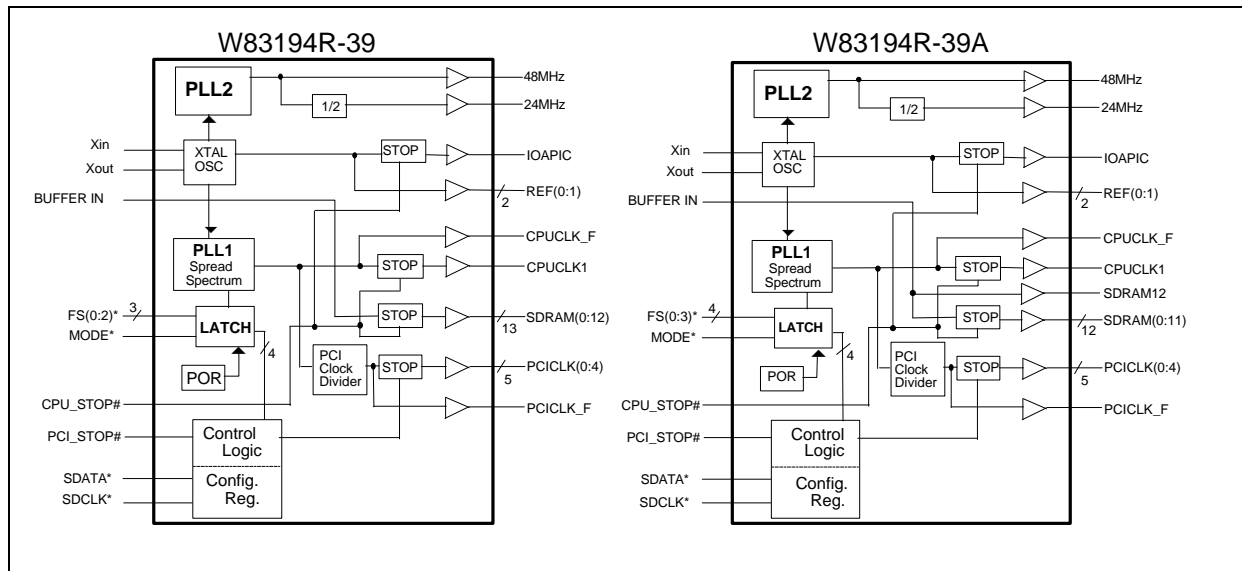 W83194R-39
PLL2
48MHz
1/2
24MHz
Xin
XTAL
OSC
STOP
IOAPIC
Xout
REF(0:1)
2
BUFFER IN
PLL1
Spread
Spectrum
CPUCLK_F
STOP
CPUCLK1
FS(0:2)*
3
LATCH
STOP
SDRAM(0:12)
13
MODE*
4
POR
PCI
Clock
Divider
STOP
PCICLK(0:4)
5
CPU_STOP#
PCICLK_F
PCI_STOP#
Control
Logic
SDATA*
Config.
Reg.
SDCLK*
W83194R-39A
PLL2
48MHz
1/2
24MHz
Xin
XTAL
OSC
STOP
IOAPIC
Xout
REF(0:1)
2
BUFFER IN
PLL1
Spread
Spectrum
CPUCLK_F
STOP
CPUCLK1
SDRAM12
FS(0:3)*
4
LATCH
STOP
SDRAM(0:11)
12
MODE*
4
POR
PCI
Clock
Divider
STOP
PCICLK(0:4)
5
CPU_STOP#
PCICLK_F
PCI_STOP#
Control
Logic
SDATA*
Config.
Reg.
SDCLK*